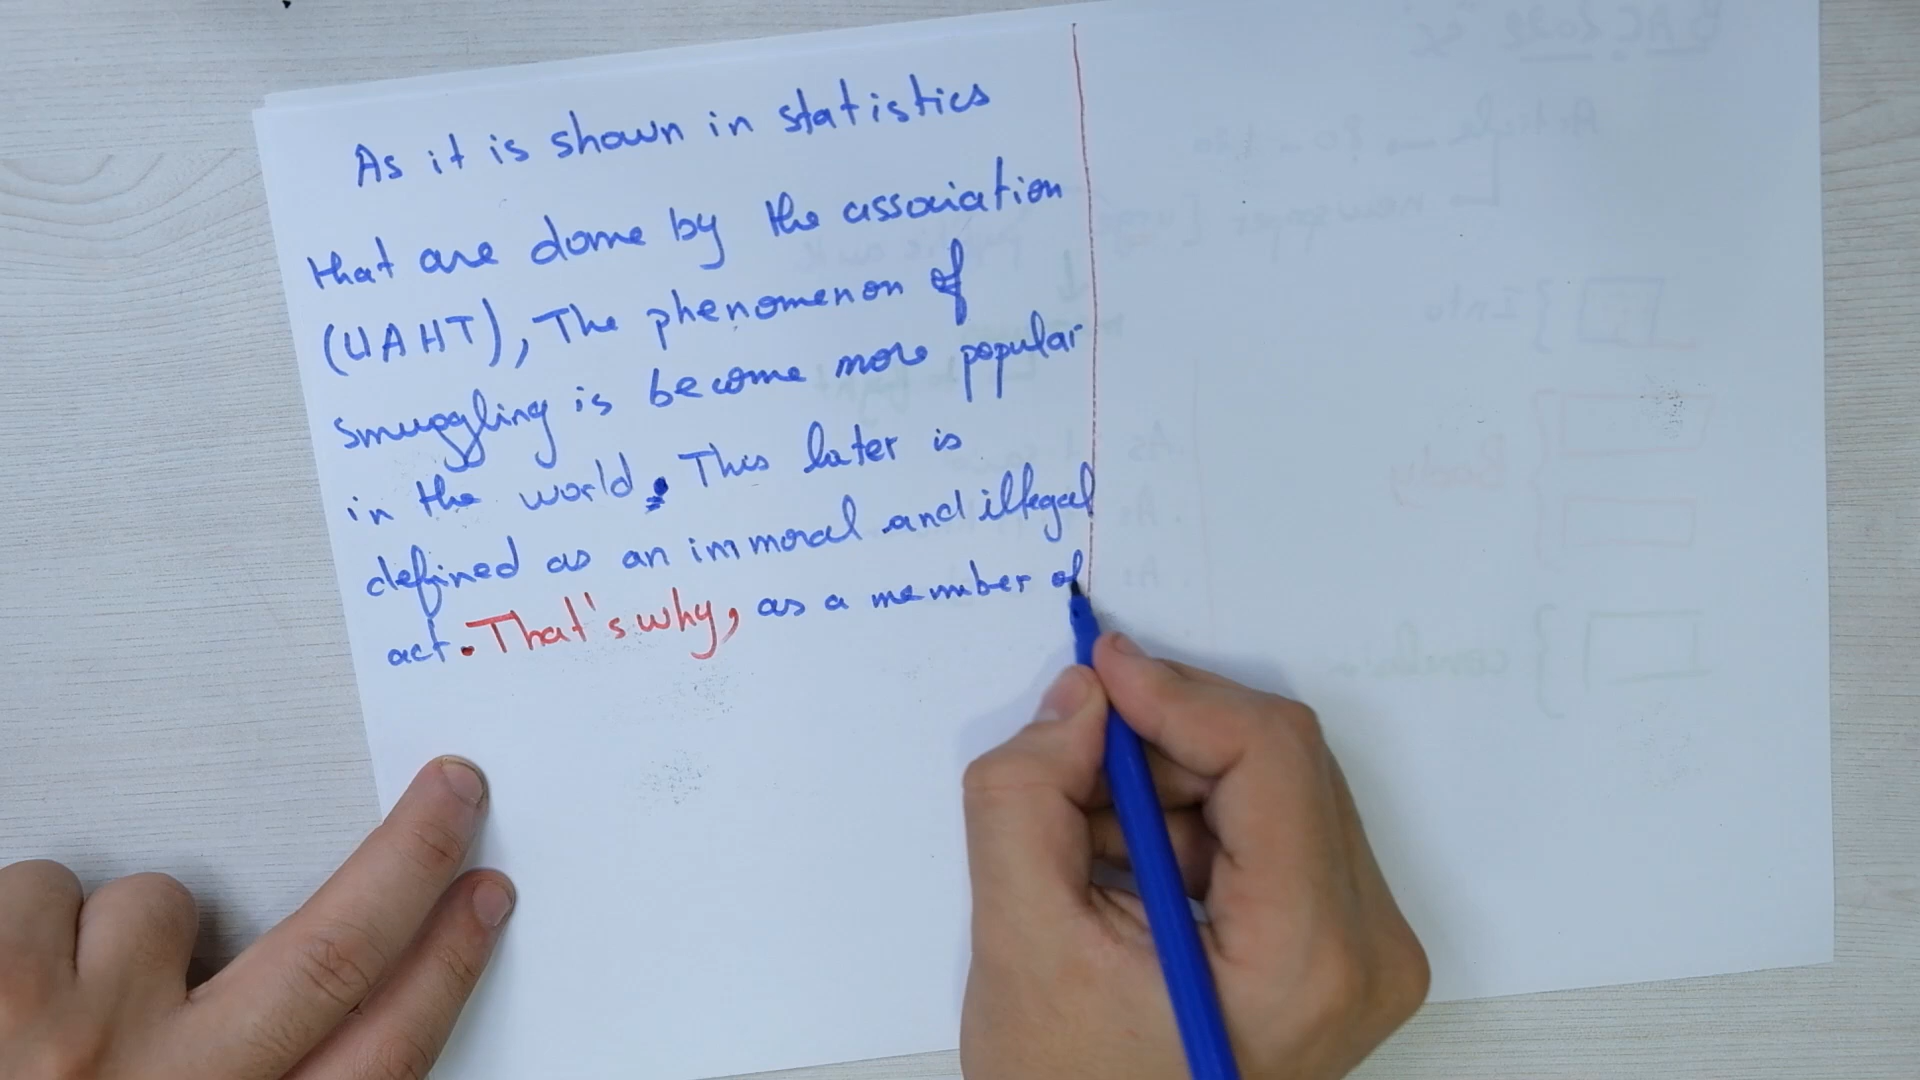 As it is shown in statistics
that are dome by the association
(UAHT), The phenomenon of
smuggling is become more popular
in the world. This later is
defined as an immoral and illegal
act. That's why, as a member of